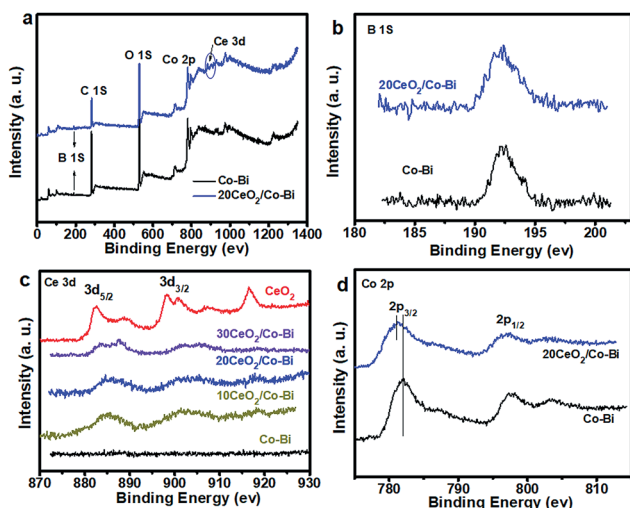 a
Intensity (a. u.)
C 1S
O 1S
Co 2p
Ce 3d
B 1S
Co-Bi
20CeO₂/Co-Bi
0 200 400 600 800 1000 1200 1400
Binding Energy (ev)
b
B 1S
Intensity (a. u.)
20CeO₂/Co-Bi
Co-Bi
180 185 190 195 200
Binding Energy (ev)
c
Ce 3d
Intensity (a. u.)
3d₅/₂
3d₃/₂
CeO₂
30CeO₂/Co-Bi
20CeO₂/Co-Bi
10CeO₂/Co-Bi
Co-Bi
870 880 890 900 910 920 930
Binding Energy (ev)
d
Co 2p
Intensity (a. u.)
2p₃/₂
2p₁/₂
20CeO₂/Co-Bi
Co-Bi
780 790 800 810
Binding Energy (ev)